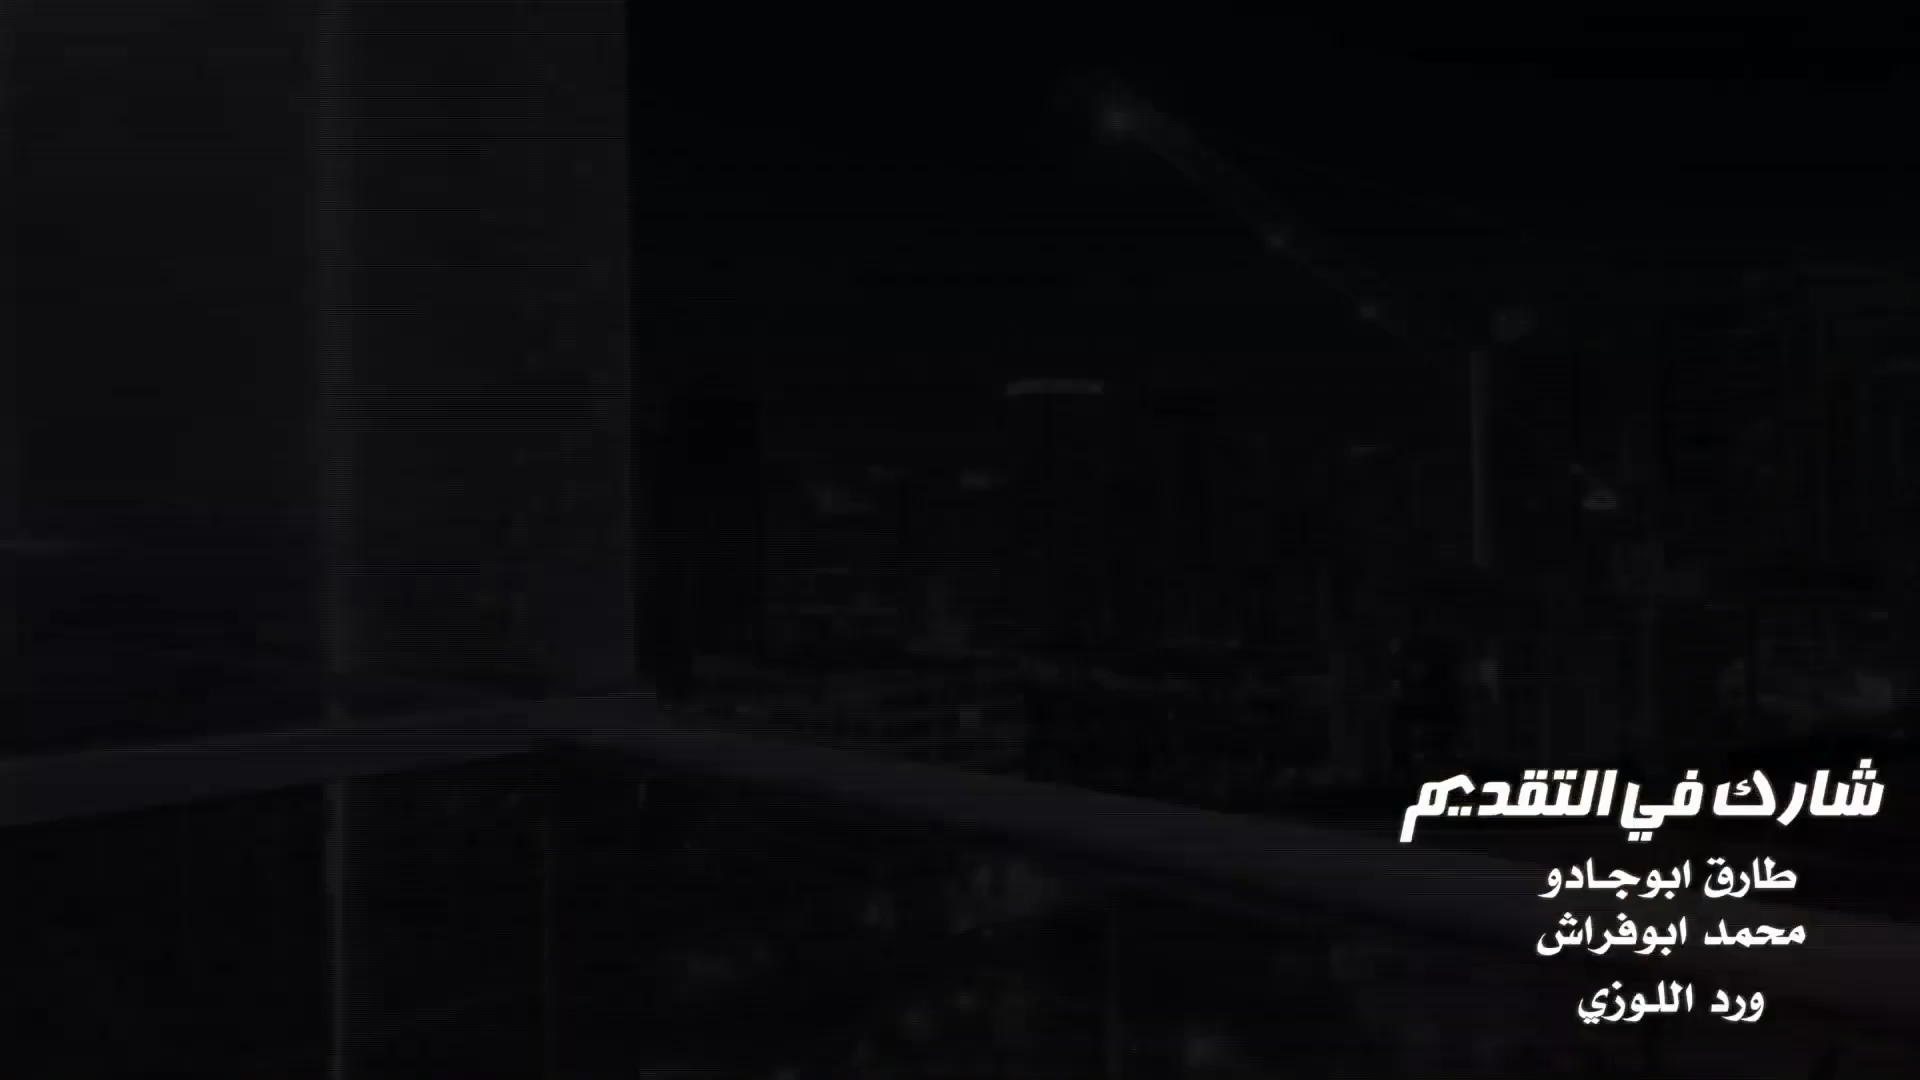 شارك في التقديم
طارق ابوجادو
محمد ابوفراش
ورد اللوزي